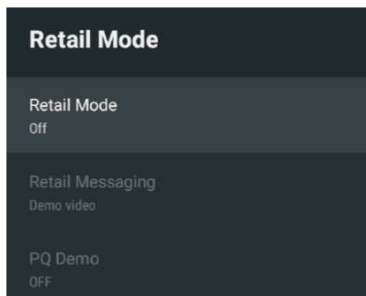 Retail Mode
Retail Mode
Off
Retail Messaging
Demo video
PQ Demo
OFF